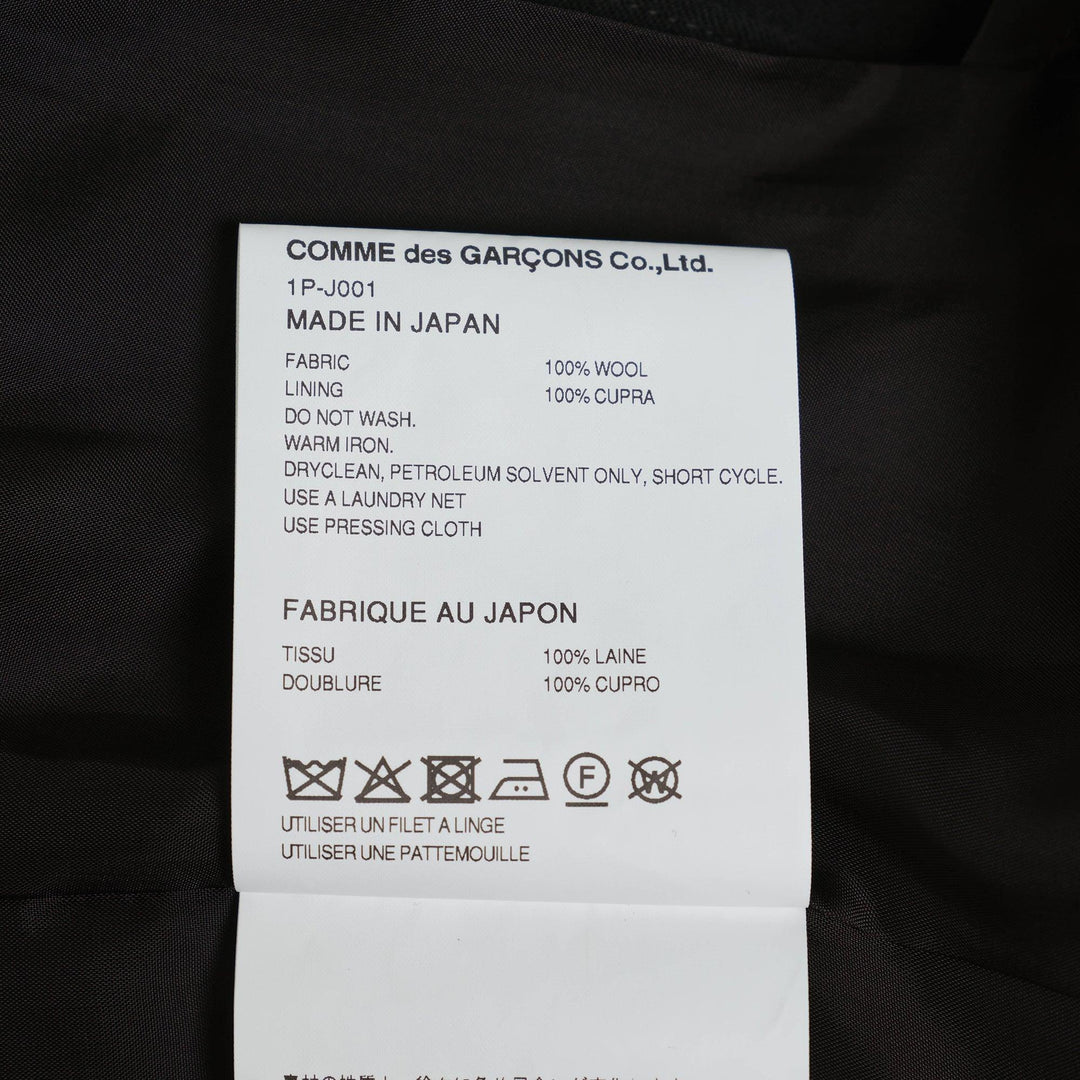 COMME des GARÇONS Co.,Ltd.
1P-J001
MADE IN JAPAN
FABRIC 100% WOOL
LINING 100% CUPRA
DO NOT WASH.
WARM IRON.
DRYCLEAN, PETROLEUM SOLVENT ONLY, SHORT CYCLE.
USE A LAUNDRY NET
USE PRESSING CLOTH
FABRIQUE AU JAPON
TISSU 100% LAINE
DOUBLURE 100% CUPRO
F W
UTILISER UN FILET A LINGE
UTILISER UNE PATTEMOUILLE